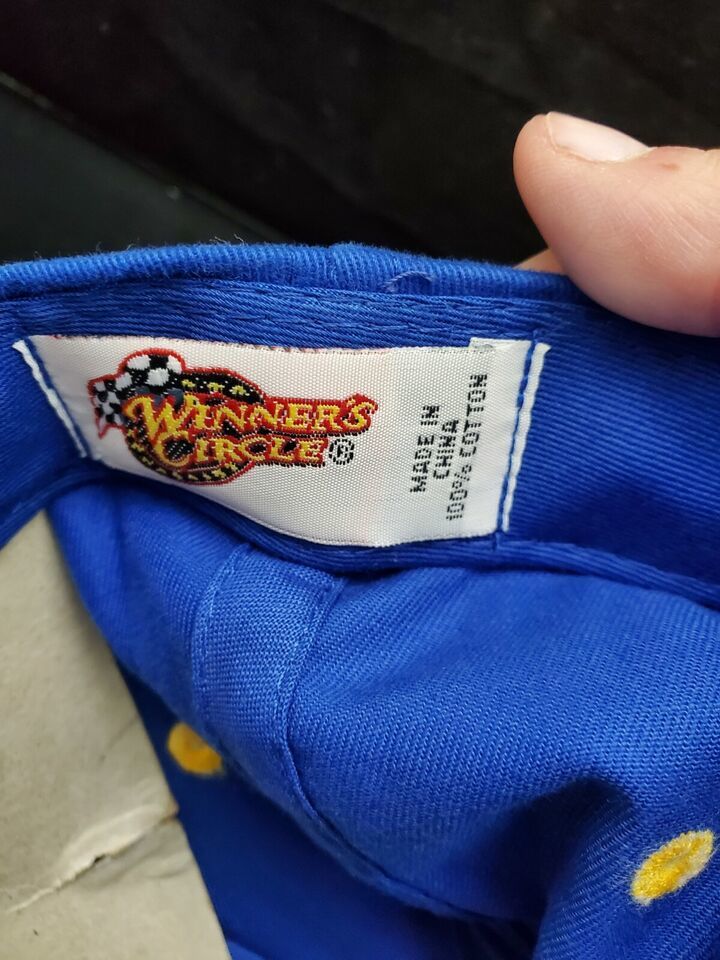 WINNER'S
CIRCLE®
MADE IN
CHINA
100% COTTON